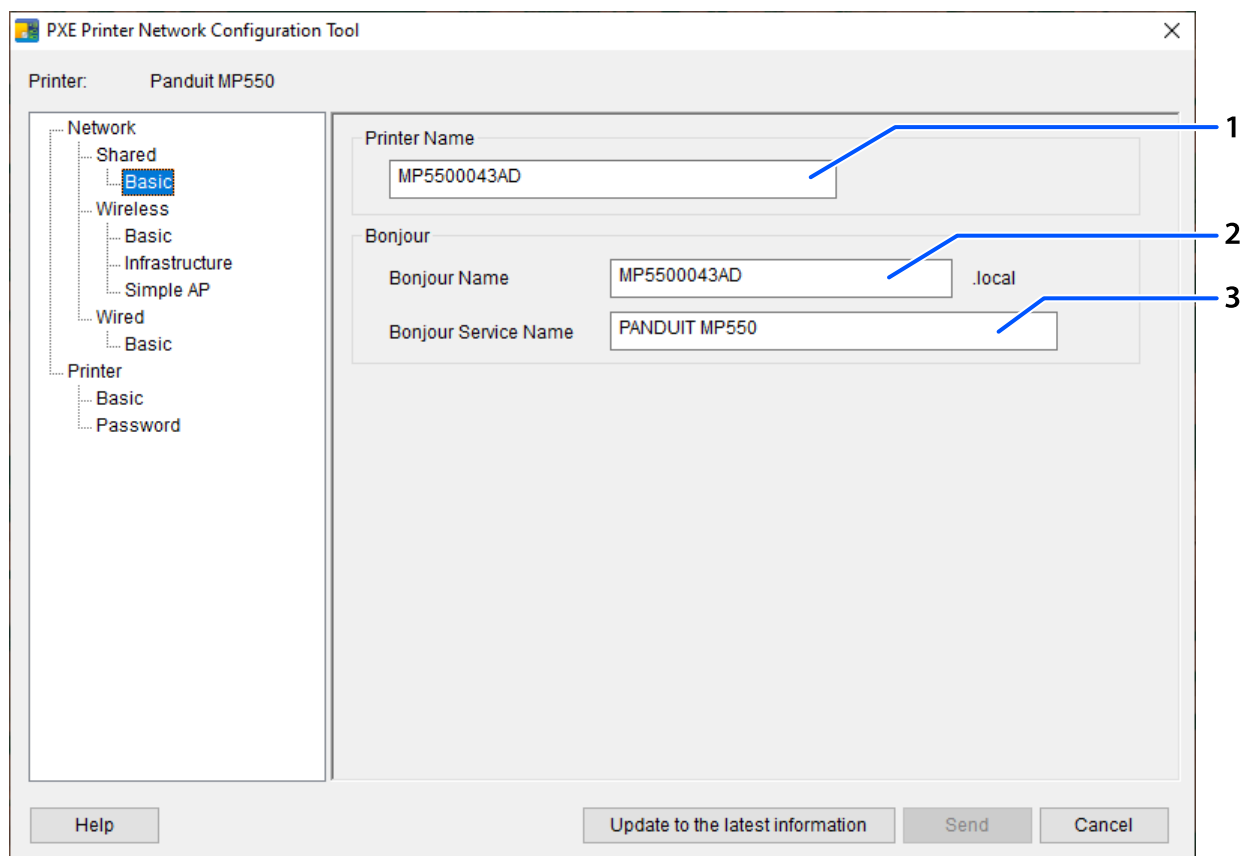 PXE Printer Network Configuration Tool
Printer: Panduit MP550
Network
Shared
Basic
Wireless
Basic
Infrastructure
Simple AP
Wired
Basic
Printer
Basic
Password
Printer Name
MP5500043AD
1
Bonjour
Bonjour Name MP5500043AD .local
2
Bonjour Service Name PANDUIT MP550
3
Help Update to the latest information Send Cancel